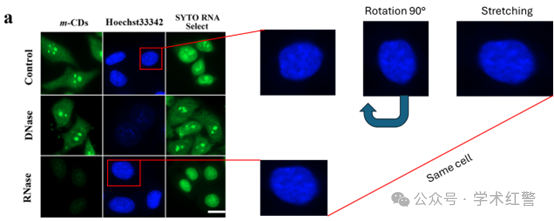 a
m-CDs Hoechst33342 SYTO RNA Select
Control
DNase
RNase
Rotation 90°
Stretching
Same cell
公众号·学术红警